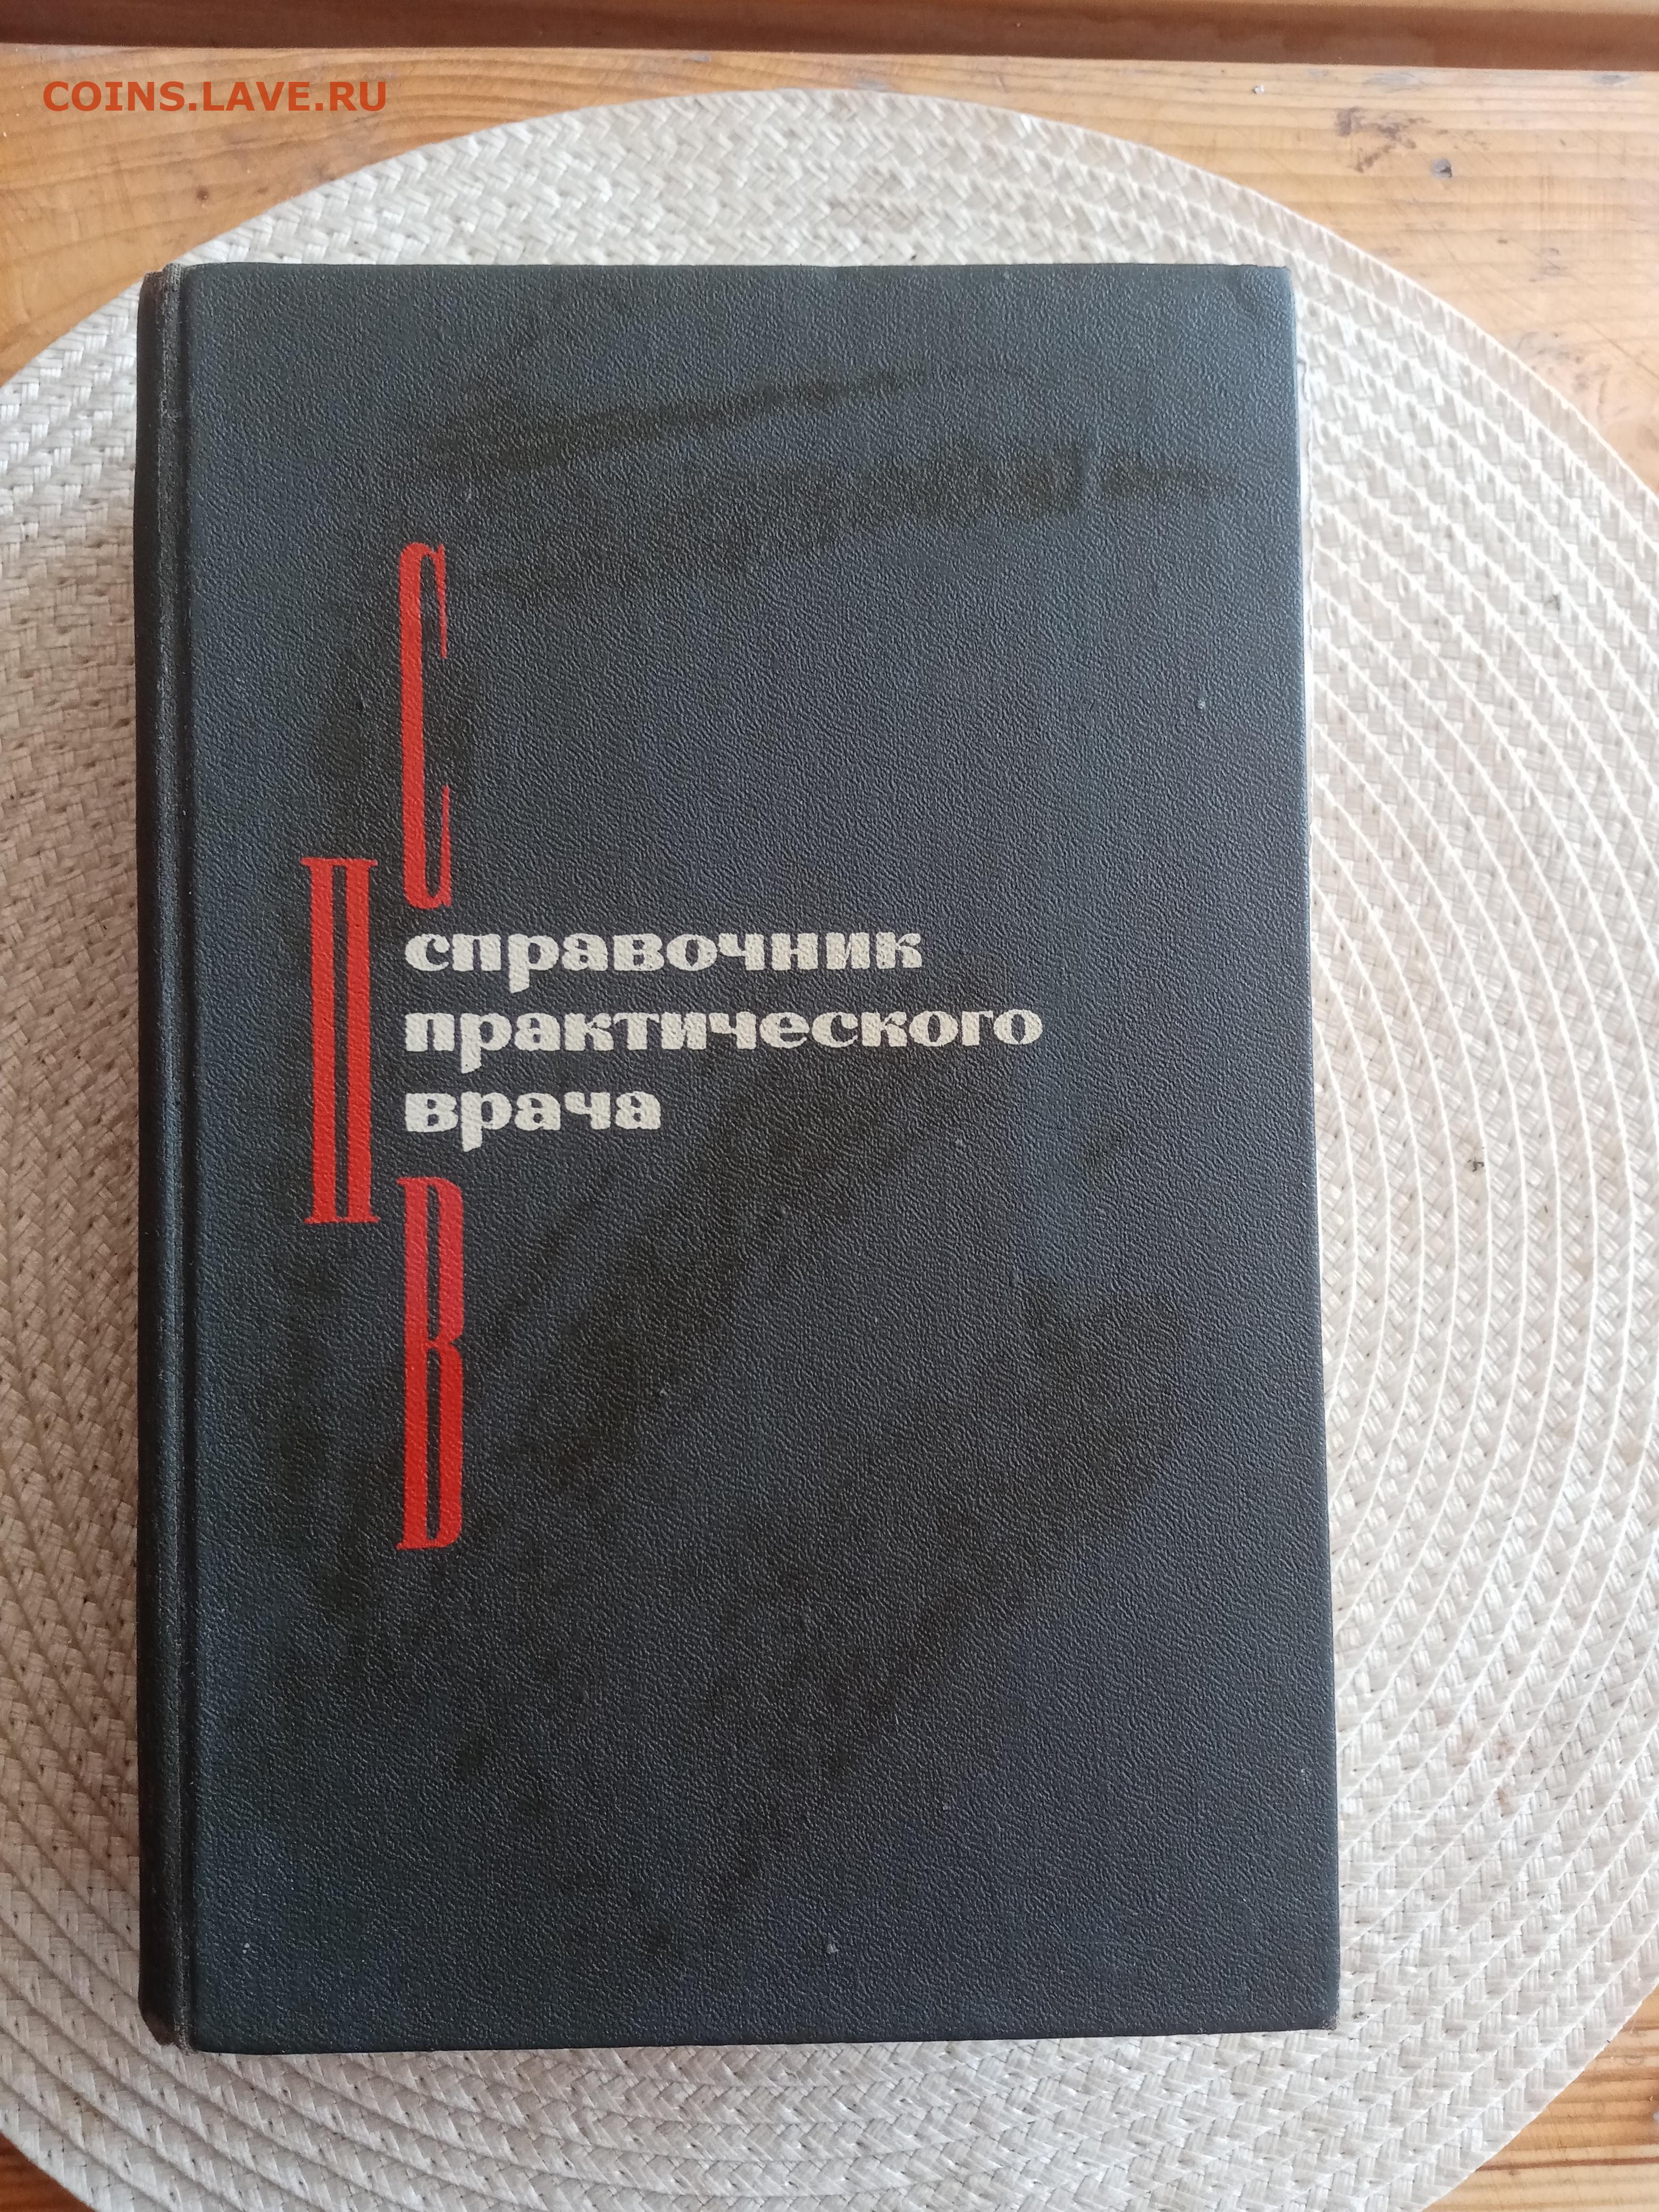 COINS.LAVE.RU
С
П
справочник
практического
врача
В